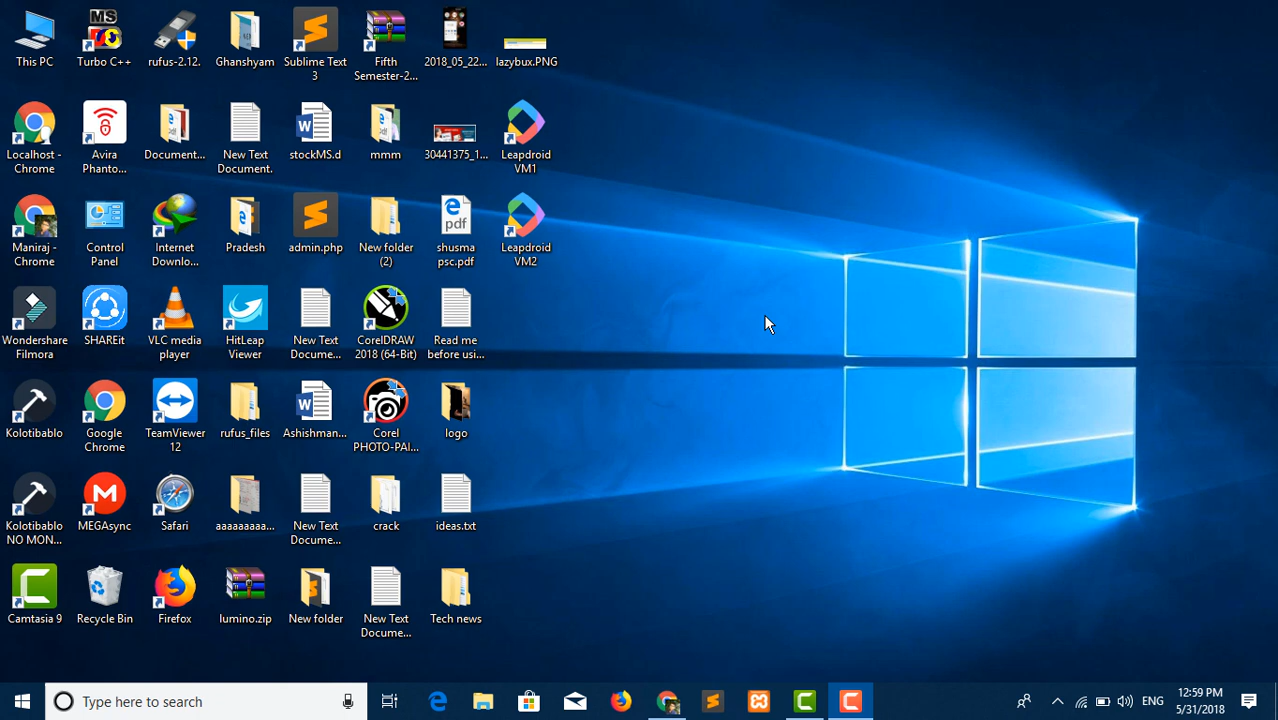 This PC
Turbo C++
rufus-2.12.
Ghanshyam
Sublime Text
3
Fifth
Semester-2...
2018_05_22...
lazybux.PNG
Localhost -
Chrome
Avira
Phanto...
Document...
New Text
Document.
stockMS.d
mmm
30441375_1...
Leapdroid
VM1
Maniraj -
Chrome
Control
Panel
Internet
Downlo...
Pradesh
admin.php
New folder
(2)
shusma
psc.pdf
Leapdroid
VM2
Wondershare
Filmora
SHAREit
VLC media
player
HitLeap
Viewer
New Text
Docume...
CorelDRAW
2018 (64-Bit)
Read me
before usi...
Kolotibablo
Google
Chrome
TeamViewer
12
rufus_files
Ashishman...
Corel
PHOTO-PAI...
logo
Kolotibablo
NO MON...
MEGAsync
Safari
aaaaaaaaa...
New Text
Docume...
crack
ideas.txt
Camtasia 9
Recycle Bin
Firefox
lumino.zip
New folder
New Text
Docume...
Tech news
Type here to search
ENG
12:59 PM
5/31/2018